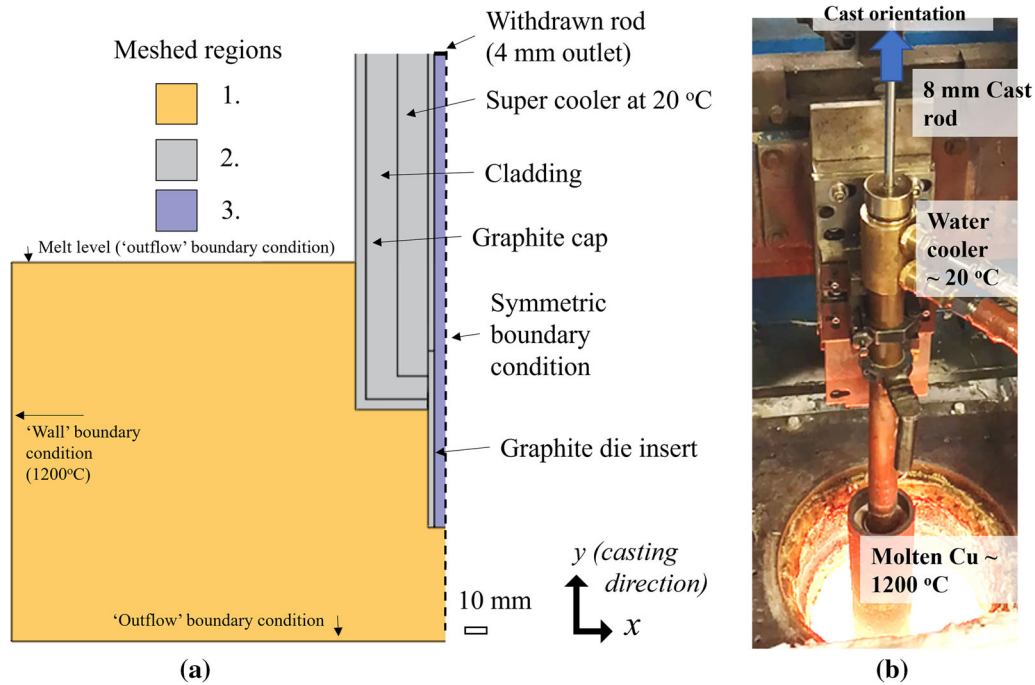 Meshed regions
1.
2.
3.
Melt level ('outflow' boundary condition)
'Wall' boundary
condition
(1200°C)
'Outflow' boundary condition
Withdrawn rod
(4 mm outlet)
Super cooler at 20 °C
Cladding
Graphite cap
Symmetric
boundary
condition
Graphite die insert
y (casting
direction)
x
10 mm
(a)
Cast orientation
8 mm Cast
rod
Water
cooler
~ 20 °C
Molten Cu ~
1200 °C
(b)